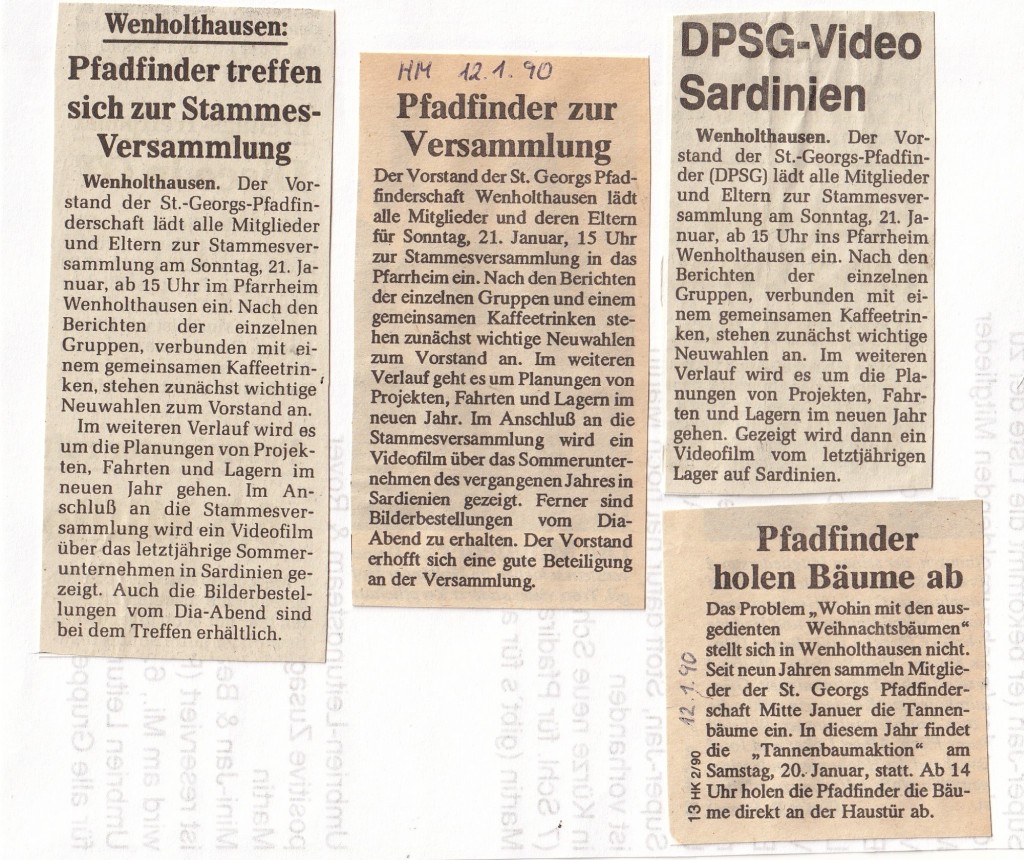 Wenholthausen:
Pfadfinder treffen
sich zur Stammes-
Versammlung
Wenholthausen. Der Vor-
stand der St.-Georgs-Pfadfin-
derschaft lädt alle Mitglieder
und Eltern zur Stammesver-
sammlung am Sonntag, 21. Ja-
nuar, ab 15 Uhr im Pfarrheim
Wenholthausen ein. Nach den
Berichten der einzelnen
Gruppen, verbunden mit ei-
nem gemeinsamen Kaffeetrin-
ken, stehen zunächst wichtige
Neuwahlen zum Vorstand an.
Im weiteren Verlauf wird es
um die Planungen von Projek-
ten, Fahrten und Lagern im
neuen Jahr gehen. Im An-
schluß an die Stammesver-
sammlung wird ein Videofilm
über das letztjährige Sommer-
unternehmen in Sardinien ge-
zeigt. Auch die Bilderbestel-
lungen vom Dia-Abend sind
bei dem Treffen erhältlich.
HM 12.1.90
Pfadfinder zur
Versammlung
Der Vorstand der St. Georgs Pfad-
finderschaft Wenholthausen lädt
alle Mitglieder und deren Eltern
für Sonntag, 21. Januar, 15 Uhr
zur Stammesversammlung in das
Pfarrheim ein. Nach den Berichten
der einzelnen Gruppen und einem
gemeinsamen Kaffeetrinken ste-
hen zunächst wichtige Neuwahlen
zum Vorstand an. Im weiteren
Verlauf geht es um Planungen von
Projekten, Fahrten und Lagern im
neuen Jahr. Im Anschluß an die
Stammesversammlung wird ein
Videofilm über das Sommerunter-
nehmen des vergangenen Jahres in
Sardienien gezeigt. Ferner sind
Bilderbestellungen vom Dia-
Abend zu erhalten. Der Vorstand
erhofft sich eine gute Beteiligung
an der Versammlung.
DPSG-Video
Sardinien
Wenholthausen. Der Vor-
stand der St.-Georgs-Pfadfin-
der (DPSG) lädt alle Mitglieder
und Eltern zur Stammesver-
sammlung am Sonntag, 21. Ja-
nuar, ab 15 Uhr ins Pfarrheim
Wenholthausen ein. Nach den
Berichten der einzelnen
Gruppen, verbunden mit ei-
nem gemeinsamen Kaffeetrin-
ken, stehen zunächst wichtige
Neuwahlen an. Im weiteren
Verlauf wird es um die Pla-
nungen von Projekten, Fahr-
ten und Lagern im neuen Jahr
gehen. Gezeigt wird dann ein
Videofilm vom letztjährigen
Lager auf Sardinien.
Pfadfinder
holen Bäume ab
Das Problem „Wohin mit den aus-
gedienten Weihnachtsbäumen“
stellt sich in Wenholthausen nicht.
Seit neun Jahren sammeln Mitglie-
der der St. Georgs Pfadfinder-
schaft Mitte Januer die Tannen-
bäume ein. In diesem Jahr findet
die „Tannenbaumaktion“ am
Samstag, 20. Januar, statt. Ab 14
Uhr holen die Pfadfinder die Bäu-
me direkt an der Haustür ab.
12.1.90
13 HK 2/90